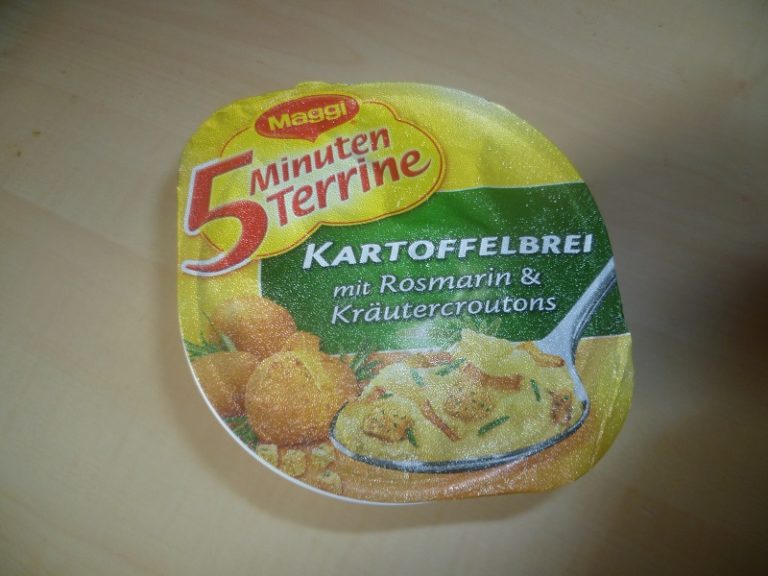 Maggi
5 Minuten
Terrine
KARTOFFELBREI
mit Rosmarin &
Kräutercroutons